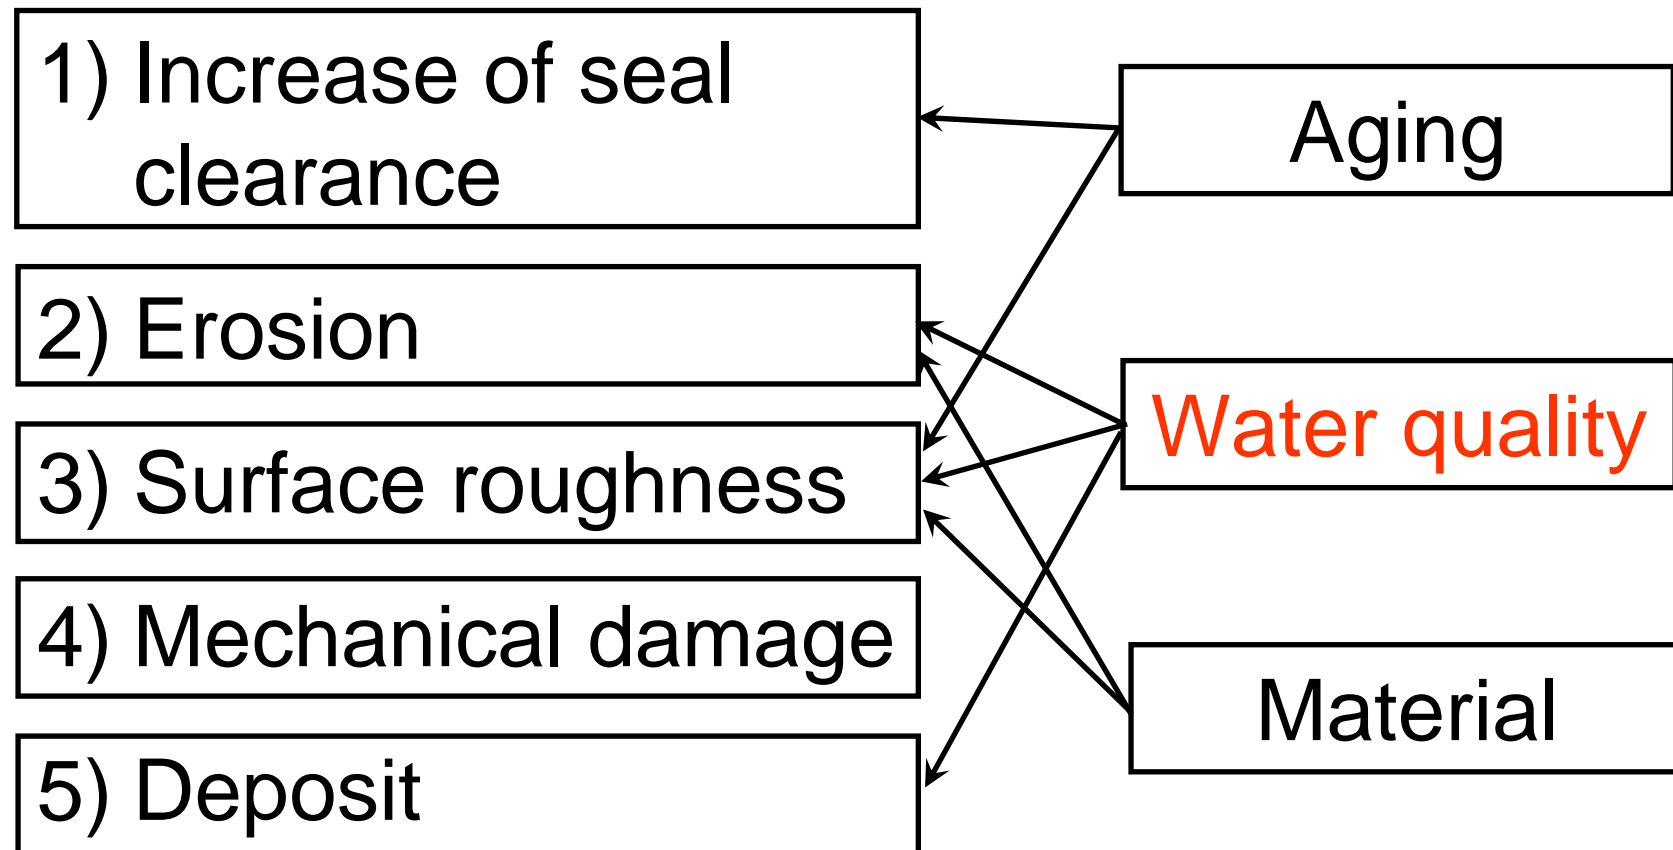 1) Increase of seal
clearance
2) Erosion
3) Surface roughness
4) Mechanical damage
5) Deposit
Aging
Water quality
Material